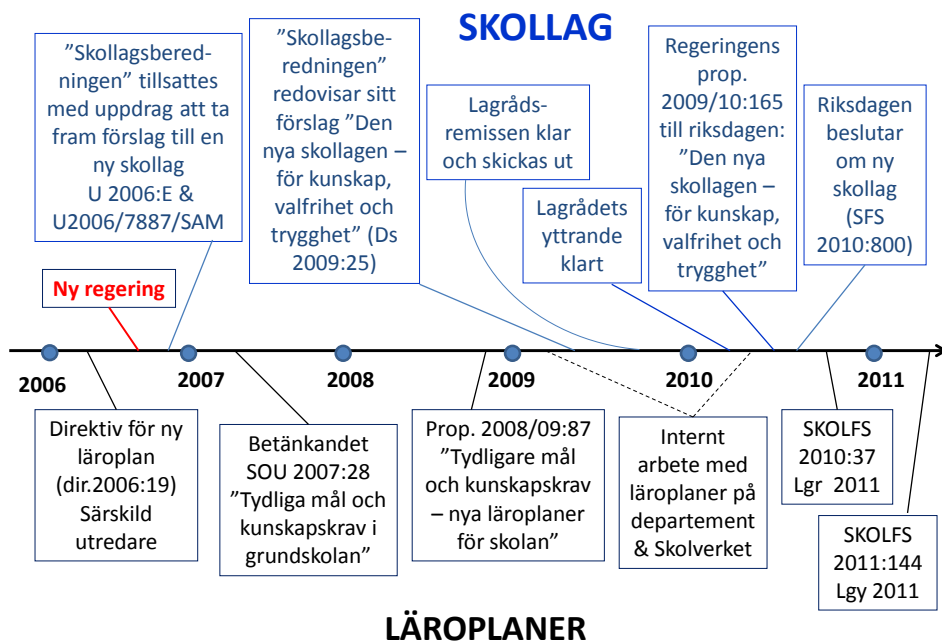 SKOLLAG
”Skollagsbered-
ningen” tillsattes
med uppdrag att ta
fram förslag till en
ny skollag
U 2006:E &
U2006/7887/SAM
”Skollagsbe-
redningen”
redovisar sitt
förslag ”Den
nya skollagen –
för kunskap,
valfrihet och
trygghet” (Ds
2009:25)
Lagråds-
remissen klar
och skickas ut
Lagrådets
yttrande
klart
Regeringens
prop.
2009/10:165
till riksdagen:
”Den nya
skollagen –
för kunskap,
valfrihet och
trygghet”
Riksdagen
beslutar
om ny
skollag
(SFS
2010:800)
Ny regering
2006
2007
2008
2009
2010
2011
Direktiv för ny
läroplan
(dir.2006:19)
Särskild
utredare
Betänkandet
SOU 2007:28
”Tydliga mål och
kunskapskrav i
grundskolan”
Prop. 2008/09:87
”Tydligare mål
och kunskapskrav
– nya läroplaner
för skolan”
Internt
arbete med
läroplaner på
departement
& Skolverket
SKOLFS
2010:37
Lgr 2011
SKOLFS
2011:144
Lgy 2011
LÄROPLANER